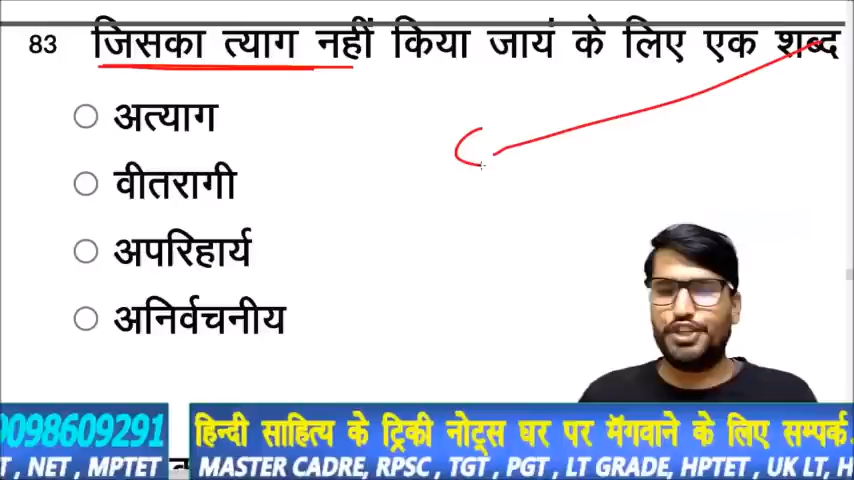 83 जिसका त्याग नहीं किया जायं के लिए एक शब्द
अत्याग
वीतरागी
अपरिहार्य
अनिर्वचनीय
9098609291 हिन्दी साहित्य के ट्रिकी नोट्स घर पर मॅगवाने के लिए सम्पर्क
T, NET, MPTET MASTER CADRE, RPSC, TGT, PGT, LT GRADE, HPTET, UK LT, H